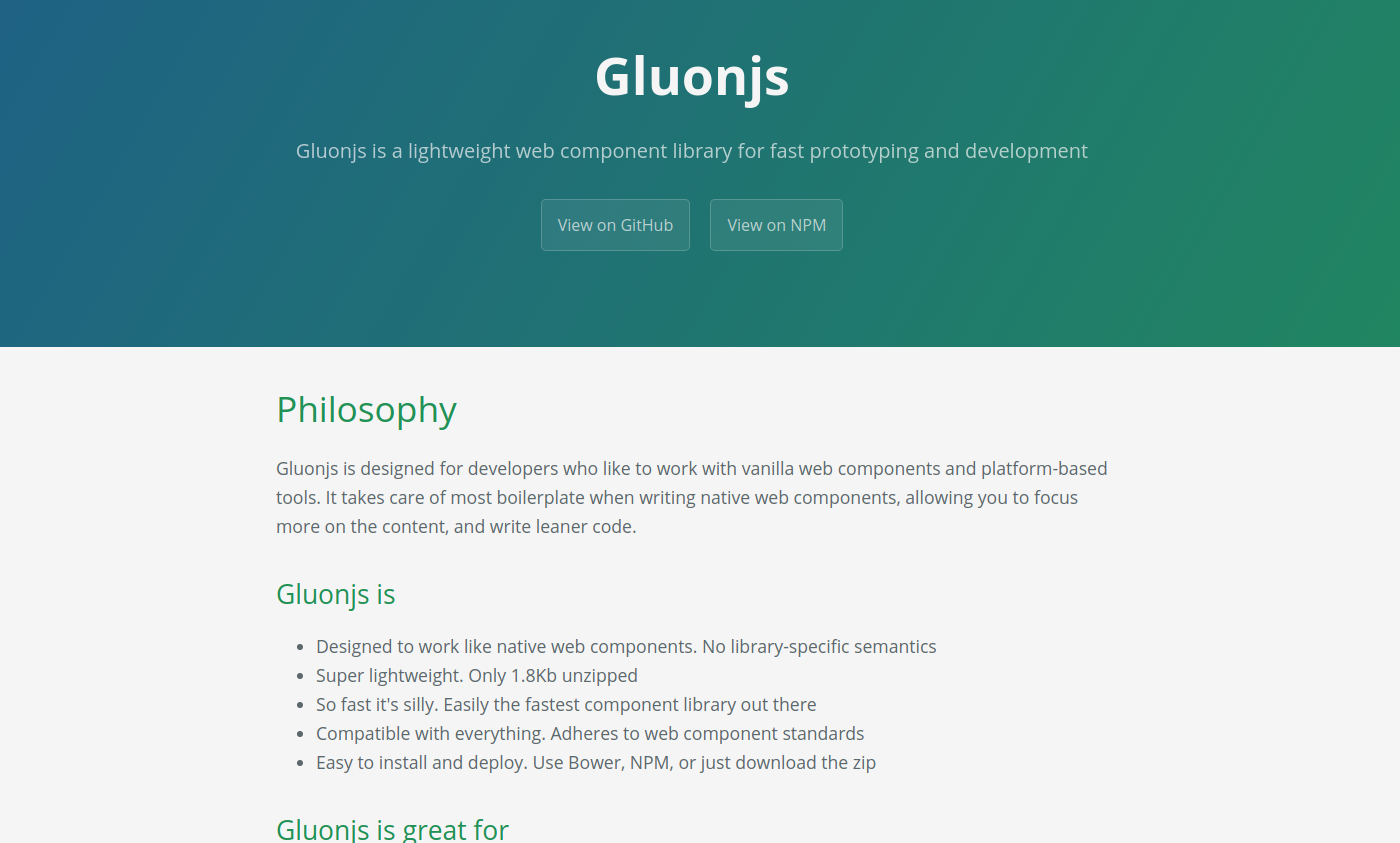 Gluonjs
Gluonjs is a lightweight web component library for fast prototyping and development
View on GitHub
View on NPM
Philosophy
Gluonjs is designed for developers who like to work with vanilla web components and platform-based
tools. It takes care of most boilerplate when writing native web components, allowing you to focus
more on the content, and write leaner code.
Gluonjs is
Designed to work like native web components. No library-specific semantics
Super lightweight. Only 1.8Kb unzipped
So fast it's silly. Easily the fastest component library out there
Compatible with everything. Adheres to web component standards
Easy to install and deploy. Use Bower, NPM, or just download the zip
Gluonjs is great for